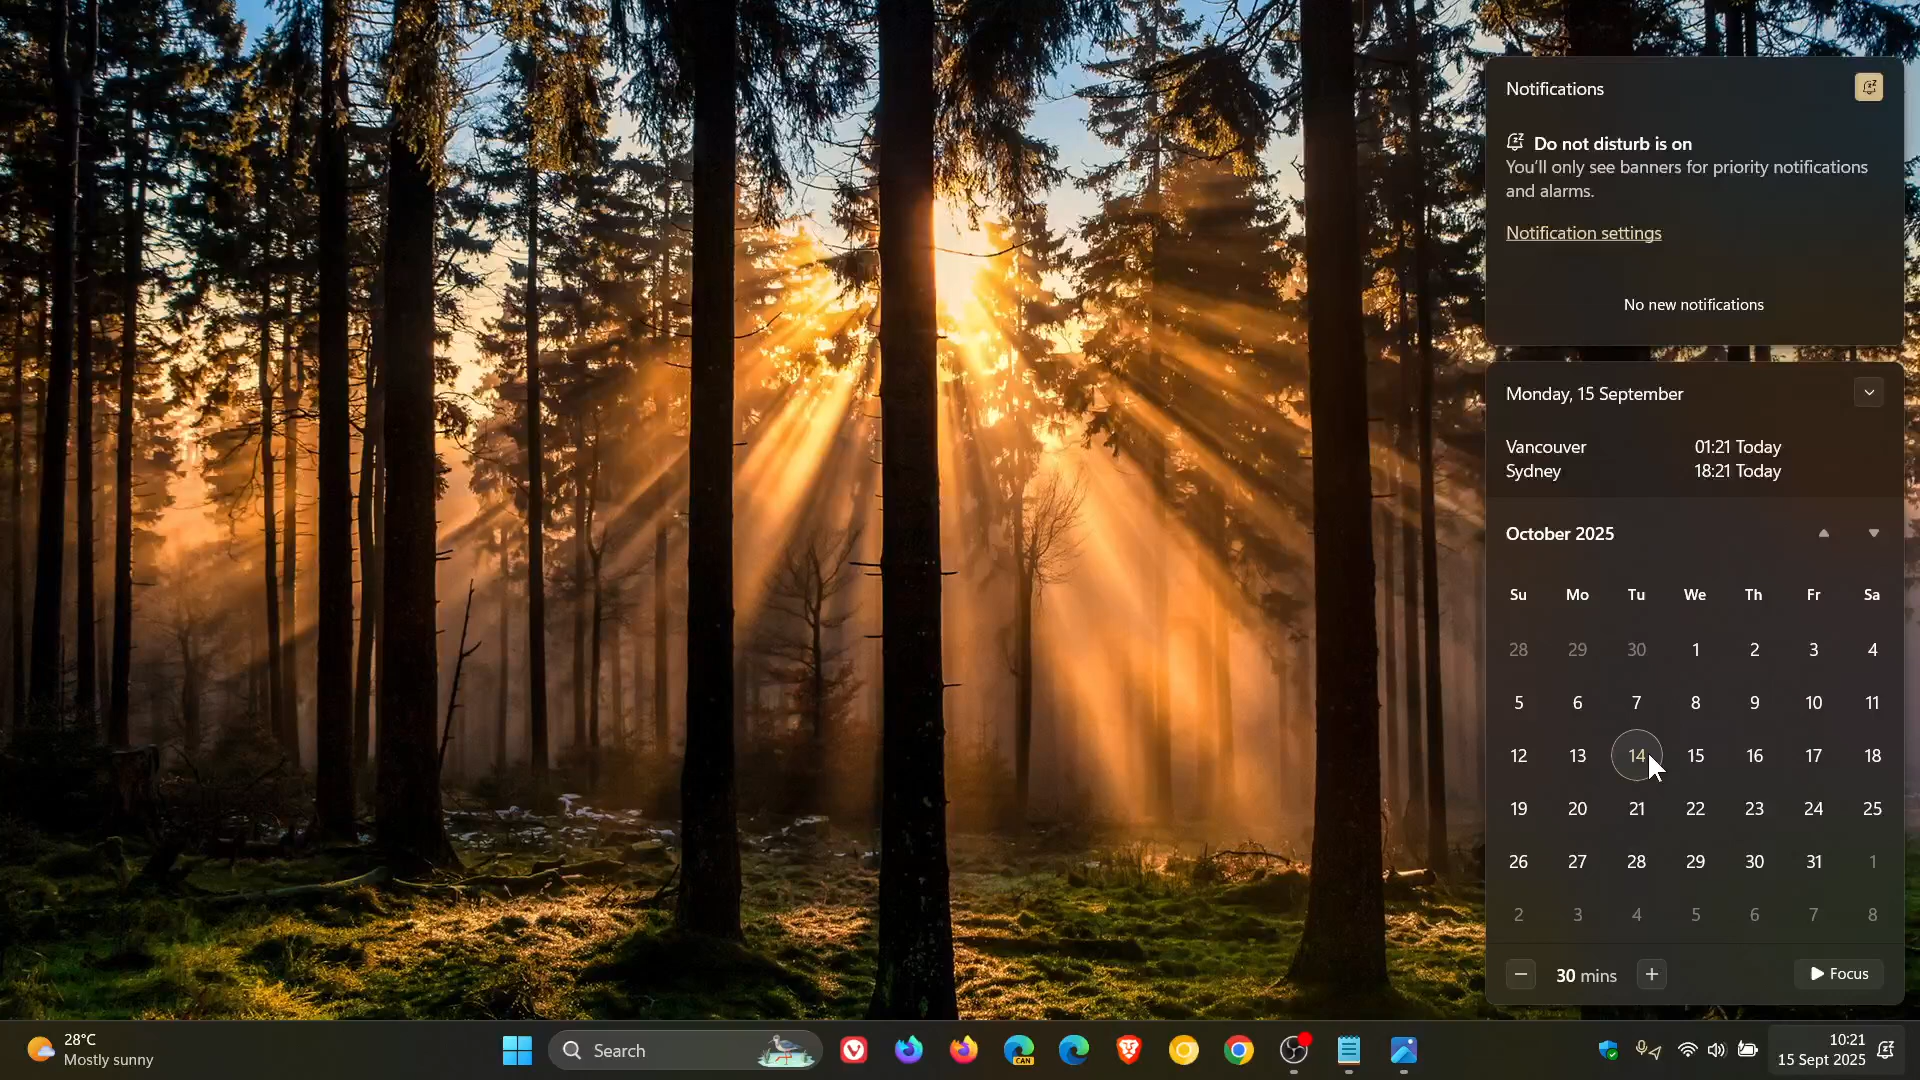 Notifications
Do not disturb is on
You'll only see banners for priority notifications
and alarms.
Notification settings
No new notifications
Monday, 15 September
Vancouver 01:21 Today
Sydney 18:21 Today
October 2025
Su Mo Tu We Th Fr Sa
28 29 30 1 2 3 4
5 6 7 8 9 10 11
12 13 14 15 16 17 18
19 20 21 22 23 24 25
26 27 28 29 30 31 1
2 3 4 5 6 7 8
30 mins
Focus
28°C
Mostly sunny
Search
CAN
10:21
15 Sept 2025